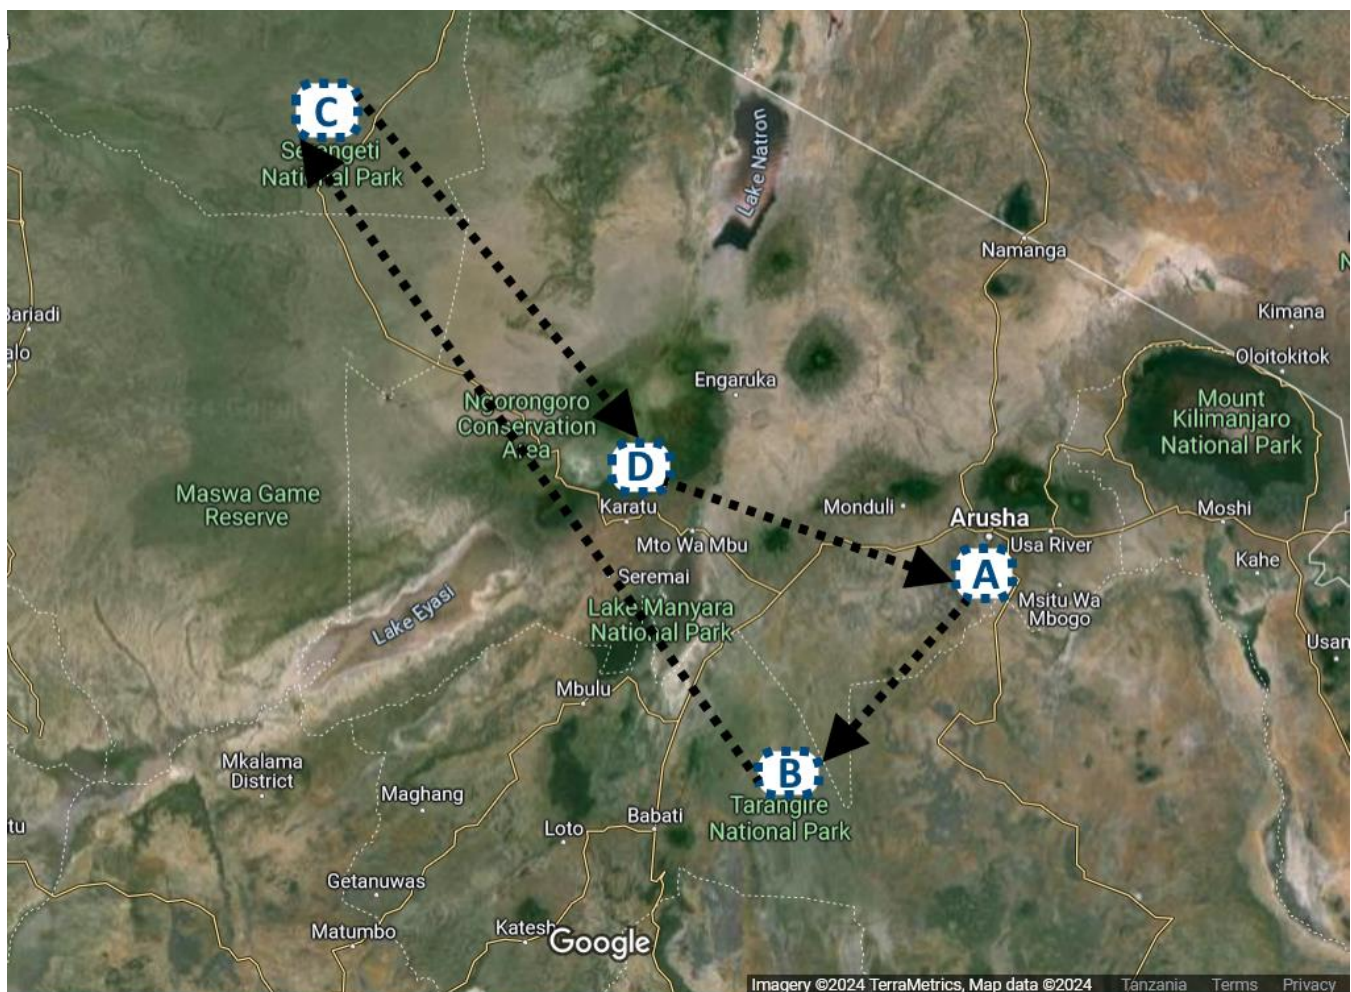 C
Serengeti
National Park
Lake Natron
Namanga
Bariadi
Kimana
Oloitokitok
Engaruka
Mount
Kilimanjaro
National Park
Ngorongoro
Conservation
Area
D
Maswa Game
Reserve
Karatu
Monduli
Arusha
Moshi
Mto Wa Mbu
Usa River
Kahe
Seremai
A
Msitu Wa
Mbogo
Lake Eyasi
Lake Manyara
National Park
Mbulu
B
Mkalama
District
Maghang
Tarangire
National Park
Babati
Loto
Getanuwas
Matumbo
Katesh
Google
Imagery ©2024 TerraMetrics, Map data ©2024 Tanzania Terms Privacy